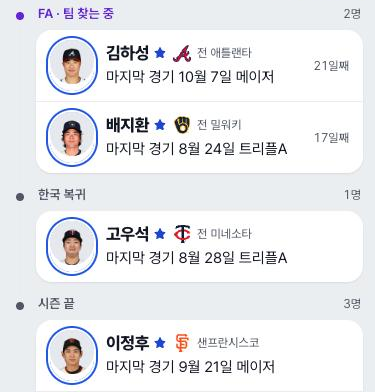 FA · 팀 찾는 중 2명
김하성 ★ 전 애틀랜타 21일째
마지막 경기 10월 7일 메이저
배지환 ★ 전 밀워키 17일째
마지막 경기 8월 24일 트리플A
한국 복귀 1명
고우석 ★ 전 미네소타
마지막 경기 8월 28일 트리플A
시즌 끝 3명
이정후 ★ 샌프란시스코
마지막 경기 9월 21일 메이저